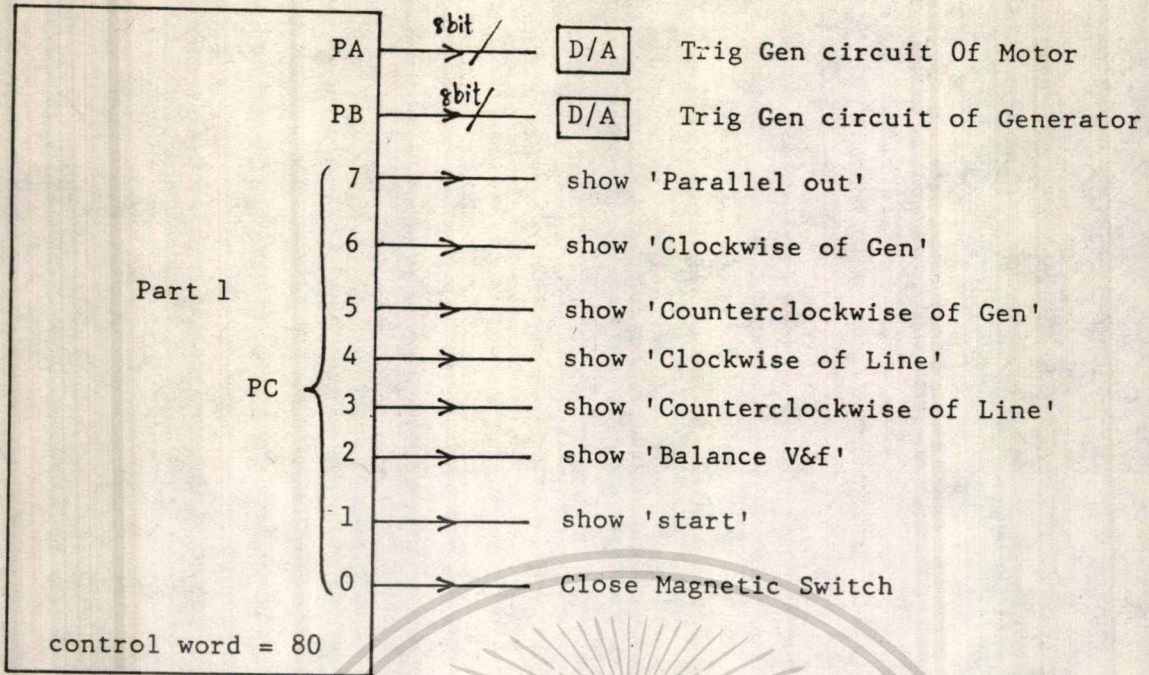 PA 8bit D/A Trig Gen circuit Of Motor
PB 8bit D/A Trig Gen circuit of Generator
7 show 'Parallel out'
6 show 'Clockwise of Gen'
Part 1
5 show 'Counterclockwise of Gen'
4 show 'Clockwise of Line'
PC
3 show 'Counterclockwise of Line'
2 show 'Balance V&f'
1 show 'start'
0 Close Magnetic Switch
control word = 80